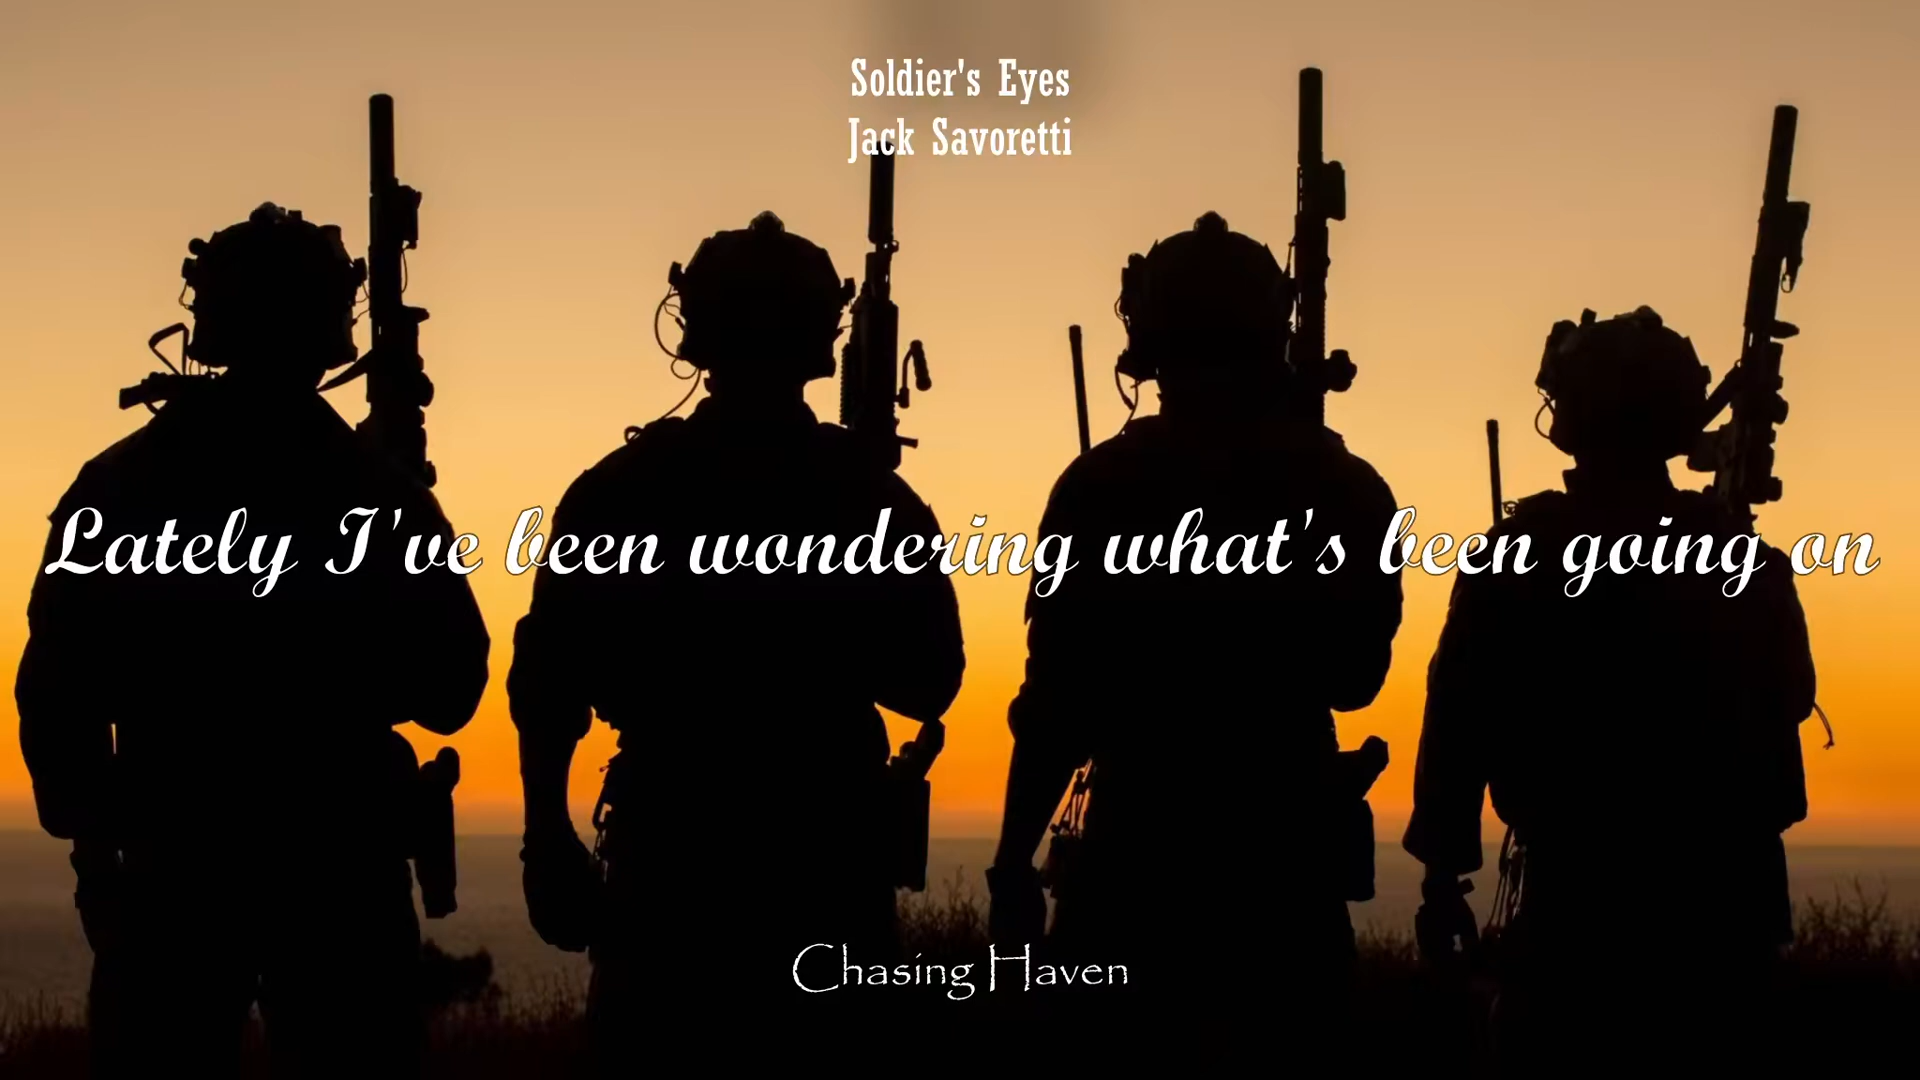 Soldier's Eyes
Jack Savoretti
Lately I've been wondering what's been going on
Chasing Haven